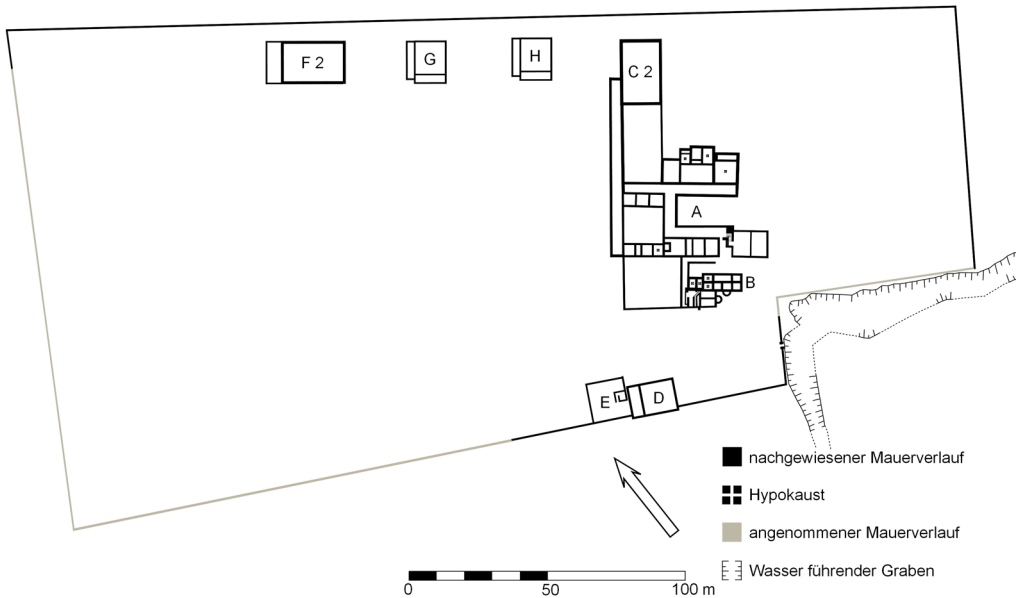 F 2
G
H
C 2
A
B
E
D
nachgewiesener Mauerverlauf
Hypokaust
angenommener Mauerverlauf
Wasser führender Graben
0 50 100 m